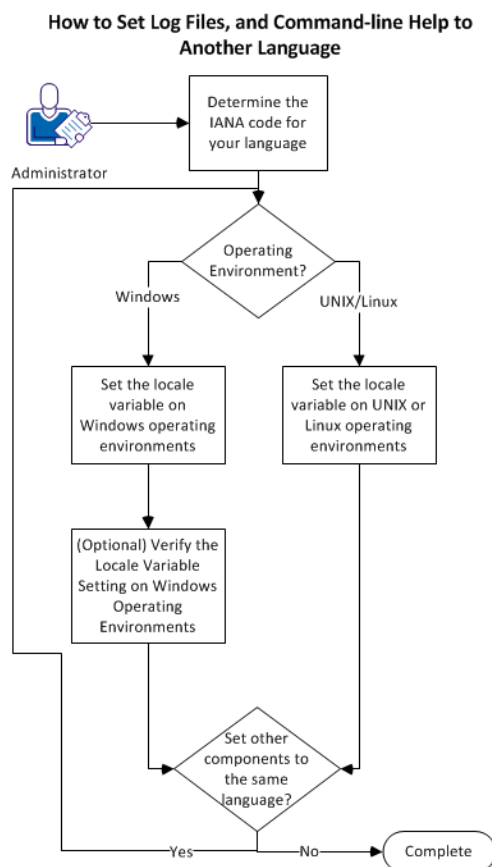 How to Set Log Files, and Command-line Help to
Another Language
Determine the
IANA code for
your language
Administrator
Operating
Environment?
Windows
UNIX/Linux
Set the locale
variable on
Windows operating
environments
Set the locale
variable on UNIX or
Linux operating
environments
(Optional) Verify the
Locale Variable
Setting on Windows
Operating
Environments
Set other
components to
the same
language?
Yes
No
Complete